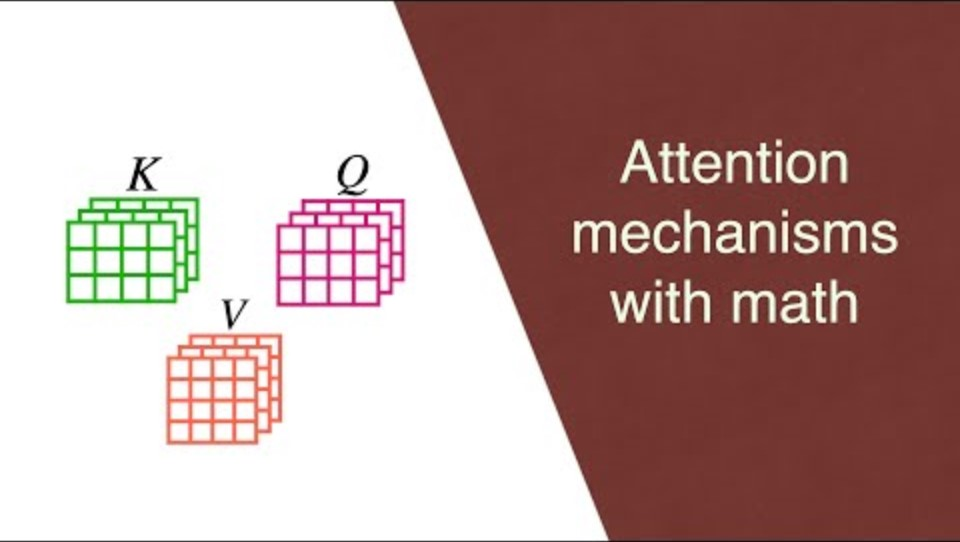 K
Q
V
Attention
mechanisms
with math